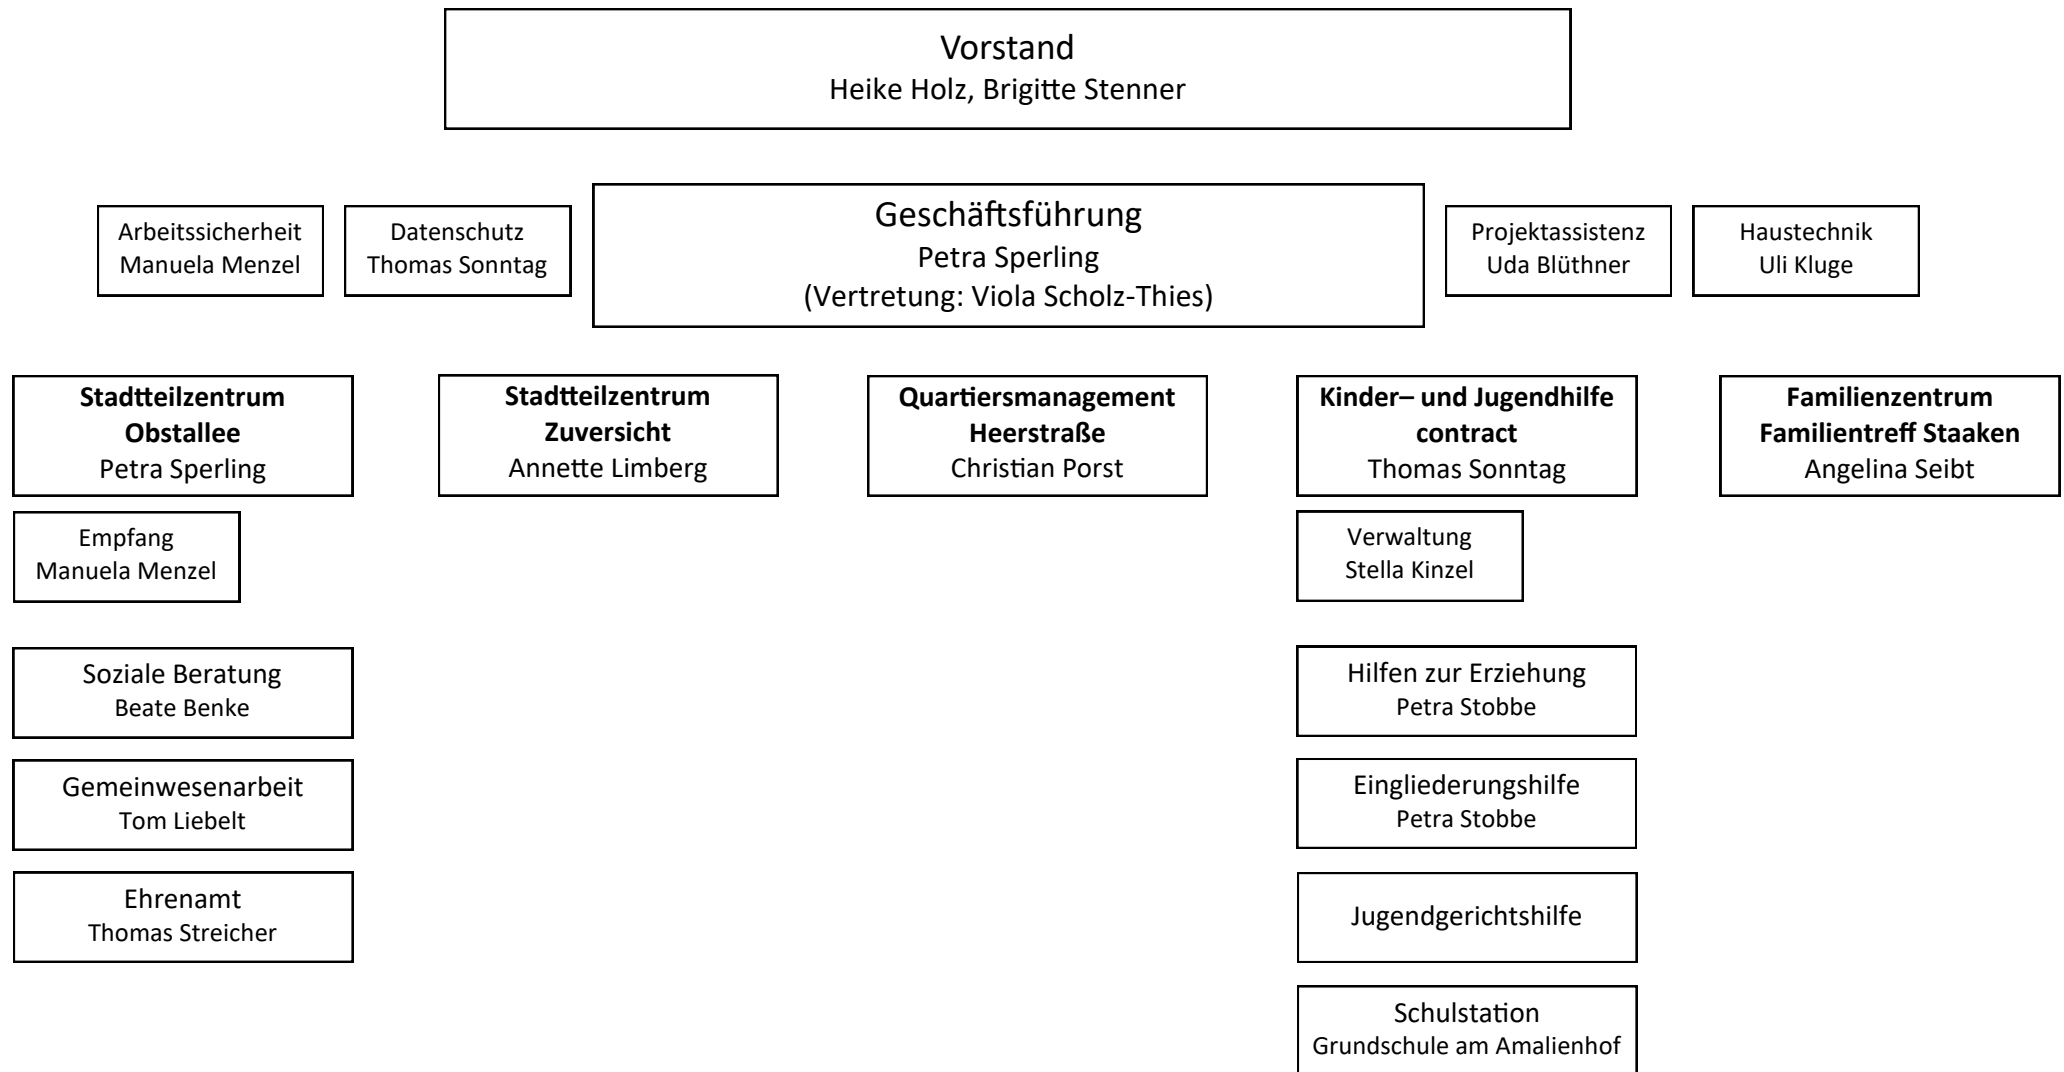 Vorstand
Heike Holz, Brigitte Stenner
Arbeitssicherheit
Manuela Menzel
Datenschutz
Thomas Sonntag
Geschäftsführung
Petra Sperling
(Vertretung: Viola Scholz-Thies)
Projektassistenz
Uda Blüthner
Haustechnik
Uli Kluge
Stadtteilzentrum
Obstallee
Petra Sperling
Empfang
Manuela Menzel
Soziale Beratung
Beate Benke
Gemeinwesenarbeit
Tom Liebelt
Ehrenamt
Thomas Streicher
Stadtteilzentrum
Zuversicht
Annette Limberg
Quartiersmanagement
Heerstraße
Christian Porst
Kinder– und Jugendhilfe
contract
Thomas Sonntag
Verwaltung
Stella Kinzel
Hilfen zur Erziehung
Petra Stobbe
Eingliederungshilfe
Petra Stobbe
Jugendgerichtshilfe
Schulstation
Grundschule am Amalienhof
Familienzentrum
Familientreff Staaken
Angelina Seibt